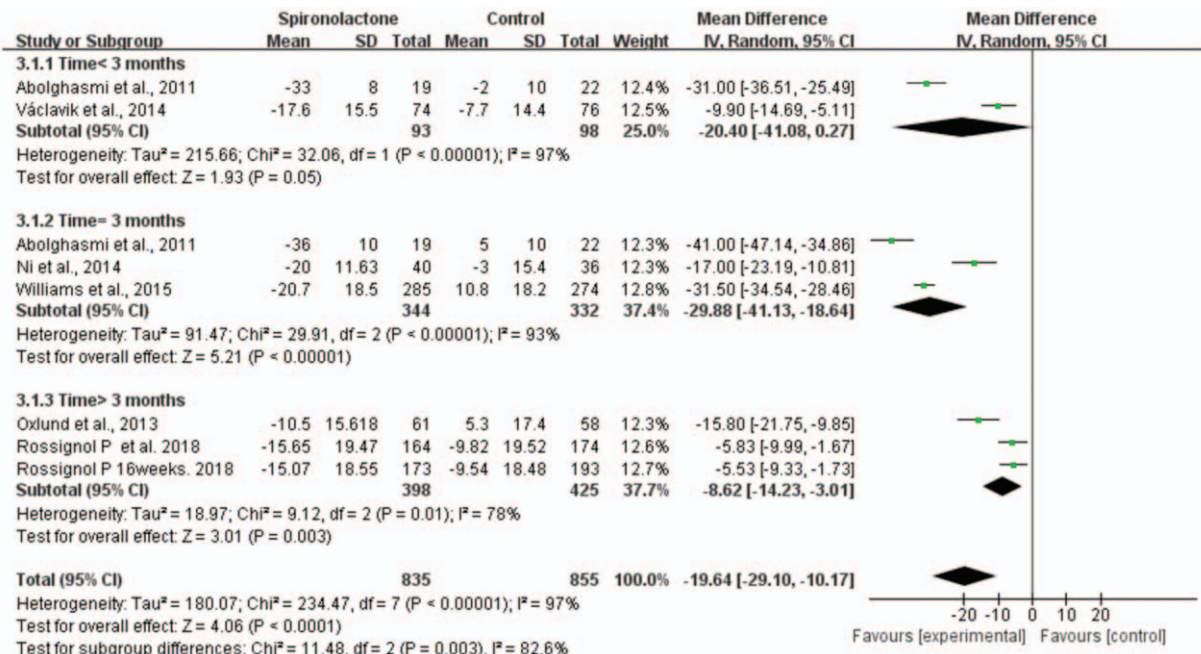 Spironolactone Control Mean Difference Mean Difference
Study or Subgroup Mean SD Total Mean SD Total Weight IV, Random, 95% CI IV, Random, 95% CI
3.1.1 Time< 3 months
Abolghasmi et al., 2011 -33 8 19 -2 10 22 12.4% -31.00 [-36.51, -25.49]
Václavik et al., 2014 -17.6 15.5 74 -7.7 14.4 76 12.5% -9.90 [-14.69, -5.11]
Subtotal (95% CI) 93 98 25.0% -20.40 [-41.08, 0.27]
Heterogeneity: Tau² = 215.66; Chi² = 32.06, df = 1 (P < 0.00001); I² = 97%
Test for overall effect: Z = 1.93 (P = 0.05)
3.1.2 Time= 3 months
Abolghasmi et al., 2011 -36 10 19 5 10 22 12.3% -41.00 [-47.14, -34.86]
Ni et al., 2014 -20 11.63 40 -3 15.4 36 12.3% -17.00 [-23.19, -10.81]
Williams et al., 2015 -20.7 18.5 285 10.8 18.2 274 12.8% -31.50 [-34.54, -28.46]
Subtotal (95% CI) 344 332 37.4% -29.88 [-41.13, -18.64]
Heterogeneity: Tau² = 91.47; Chi² = 29.91, df = 2 (P < 0.00001); I² = 93%
Test for overall effect: Z = 5.21 (P < 0.00001)
3.1.3 Time> 3 months
Oxlund et al., 2013 -10.5 15.618 61 5.3 17.4 58 12.3% -15.80 [-21.75, -9.85]
Rossignol P et al. 2018 -15.65 19.47 164 -9.82 19.52 174 12.6% -5.83 [-9.99, -1.67]
Rossignol P 16weeks. 2018 -15.07 18.55 173 -9.54 18.48 193 12.7% -5.53 [-9.33, -1.73]
Subtotal (95% CI) 398 425 37.7% -8.62 [-14.23, -3.01]
Heterogeneity: Tau² = 18.97; Chi² = 9.12, df = 2 (P = 0.01); I² = 78%
Test for overall effect: Z = 3.01 (P = 0.003)
Total (95% CI) 835 855 100.0% -19.64 [-29.10, -10.17]
Heterogeneity: Tau² = 180.07; Chi² = 234.47, df = 7 (P < 0.00001); I² = 97%
-20 -10 0 10 20
Test for overall effect: Z = 4.06 (P < 0.0001)
Favours [experimental] Favours [control]
Test for subgroup differences: Chi² = 11.48, df = 2 (P = 0.003), I² = 82.6%